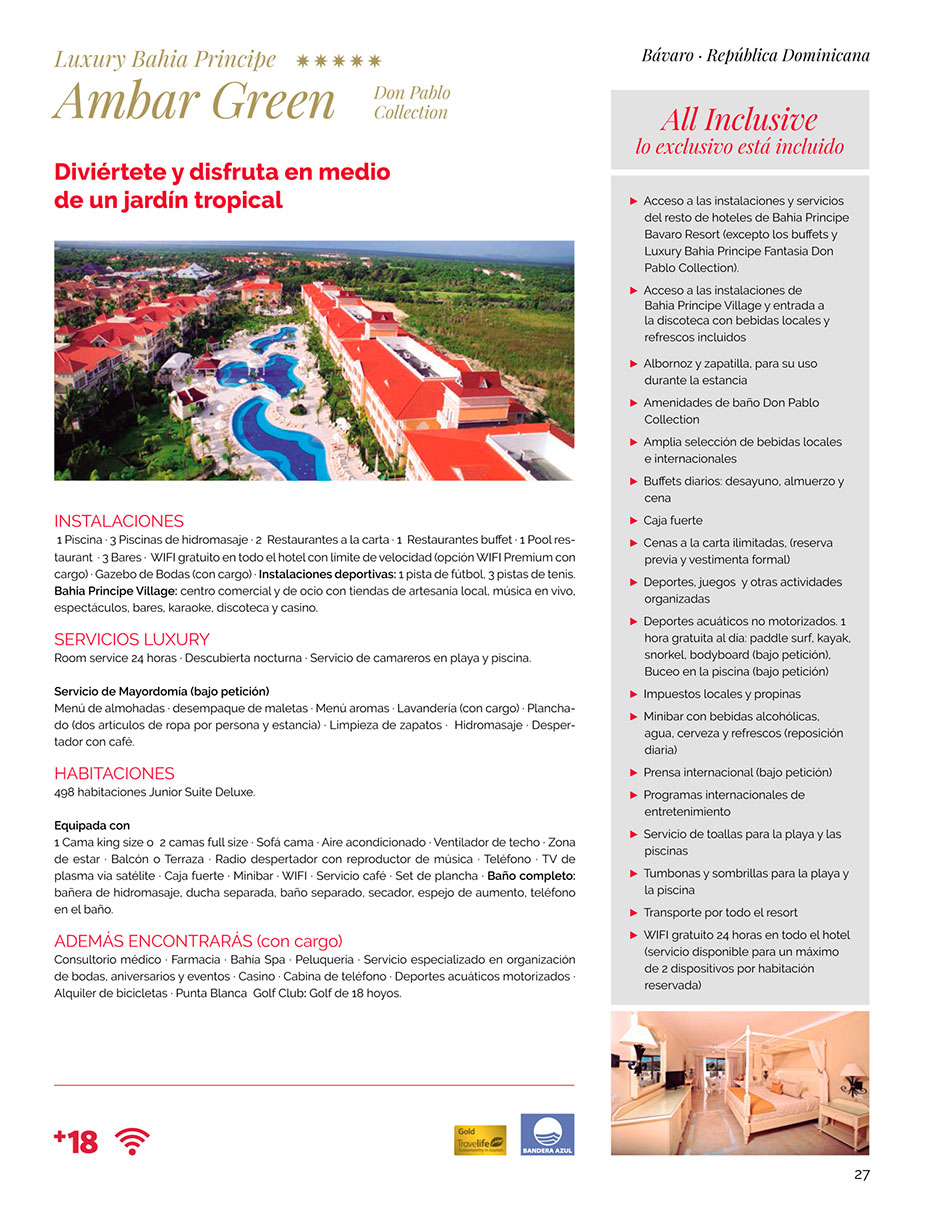 Luxury Bahia Principe ✷✷✷✷✷
Ambar Green
Don Pablo
Collection
Diviértete y disfruta en medio
de un jardín tropical
INSTALACIONES
1 Piscina · 3 Piscinas de hidromasaje · 2 Restaurantes a la carta · 1 Restaurantes buffet · 1 Pool res-
taurant · 3 Bares · WIFI gratuito en todo el hotel con límite de velocidad (opción WIFI Premium con
cargo) · Gazebo de Bodas (con cargo) · Instalaciones deportivas: 1 pista de fútbol, 3 pistas de tenis.
Bahia Principe Village: centro comercial y de ocio con tiendas de artesanía local, música en vivo,
espectáculos, bares, karaoke, discoteca y casino.
SERVICIOS LUXURY
Room service 24 horas · Descubierta nocturna · Servicio de camareros en playa y piscina.
Servicio de Mayordomía (bajo petición)
Menú de almohadas · desempaque de maletas · Menú aromas · Lavandería (con cargo) · Plancha-
do (dos artículos de ropa por persona y estancia) · Limpieza de zapatos · Hidromasaje · Desper-
tador con café.
HABITACIONES
498 habitaciones Junior Suite Deluxe.
Equipada con
1 Cama king size o 2 camas full size · Sofá cama · Aire acondicionado · Ventilador de techo · Zona
de estar · Balcón o Terraza · Radio despertador con reproductor de música · Teléfono · TV de
plasma vía satélite · Caja fuerte · Minibar · WIFI · Servicio café · Set de plancha · Baño completo:
bañera de hidromasaje, ducha separada, baño separado, secador, espejo de aumento, teléfono
en el baño.
ADEMÁS ENCONTRARÁS (con cargo)
Consultorio médico · Farmacia · Bahía Spa · Peluquería · Servicio especializado en organización
de bodas, aniversarios y eventos · Casino · Cabina de teléfono · Deportes acuáticos motorizados ·
Alquiler de bicicletas · Punta Blanca Golf Club: Golf de 18 hoyos.
+18
Gold
Travelife
Sustainability in tourism
BANDERA AZUL
Bávaro · República Dominicana
All Inclusive
lo exclusivo está incluido
► Acceso a las instalaciones y servicios
del resto de hoteles de Bahia Principe
Bavaro Resort (excepto los buffets y
Luxury Bahia Principe Fantasia Don
Pablo Collection).
► Acceso a las instalaciones de
Bahia Principe Village y entrada a
la discoteca con bebidas locales y
refrescos incluidos
► Albornoz y zapatilla, para su uso
durante la estancia
► Amenidades de baño Don Pablo
Collection
► Amplia selección de bebidas locales
e internacionales
► Buffets diarios: desayuno, almuerzo y
cena
► Caja fuerte
► Cenas a la carta ilimitadas, (reserva
previa y vestimenta formal)
► Deportes, juegos y otras actividades
organizadas
► Deportes acuáticos no motorizados. 1
hora gratuita al día: paddle surf, kayak,
snorkel, bodyboard (bajo petición),
Buceo en la piscina (bajo petición)
► Impuestos locales y propinas
► Minibar con bebidas alcohólicas,
agua, cerveza y refrescos (reposición
diaria)
► Prensa internacional (bajo petición)
► Programas internacionales de
entretenimiento
► Servicio de toallas para la playa y las
piscinas
► Tumbonas y sombrillas para la playa y
la piscina
► Transporte por todo el resort
► WIFI gratuito 24 horas en todo el hotel
(servicio disponible para un máximo
de 2 dispositivos por habitación
reservada)
27